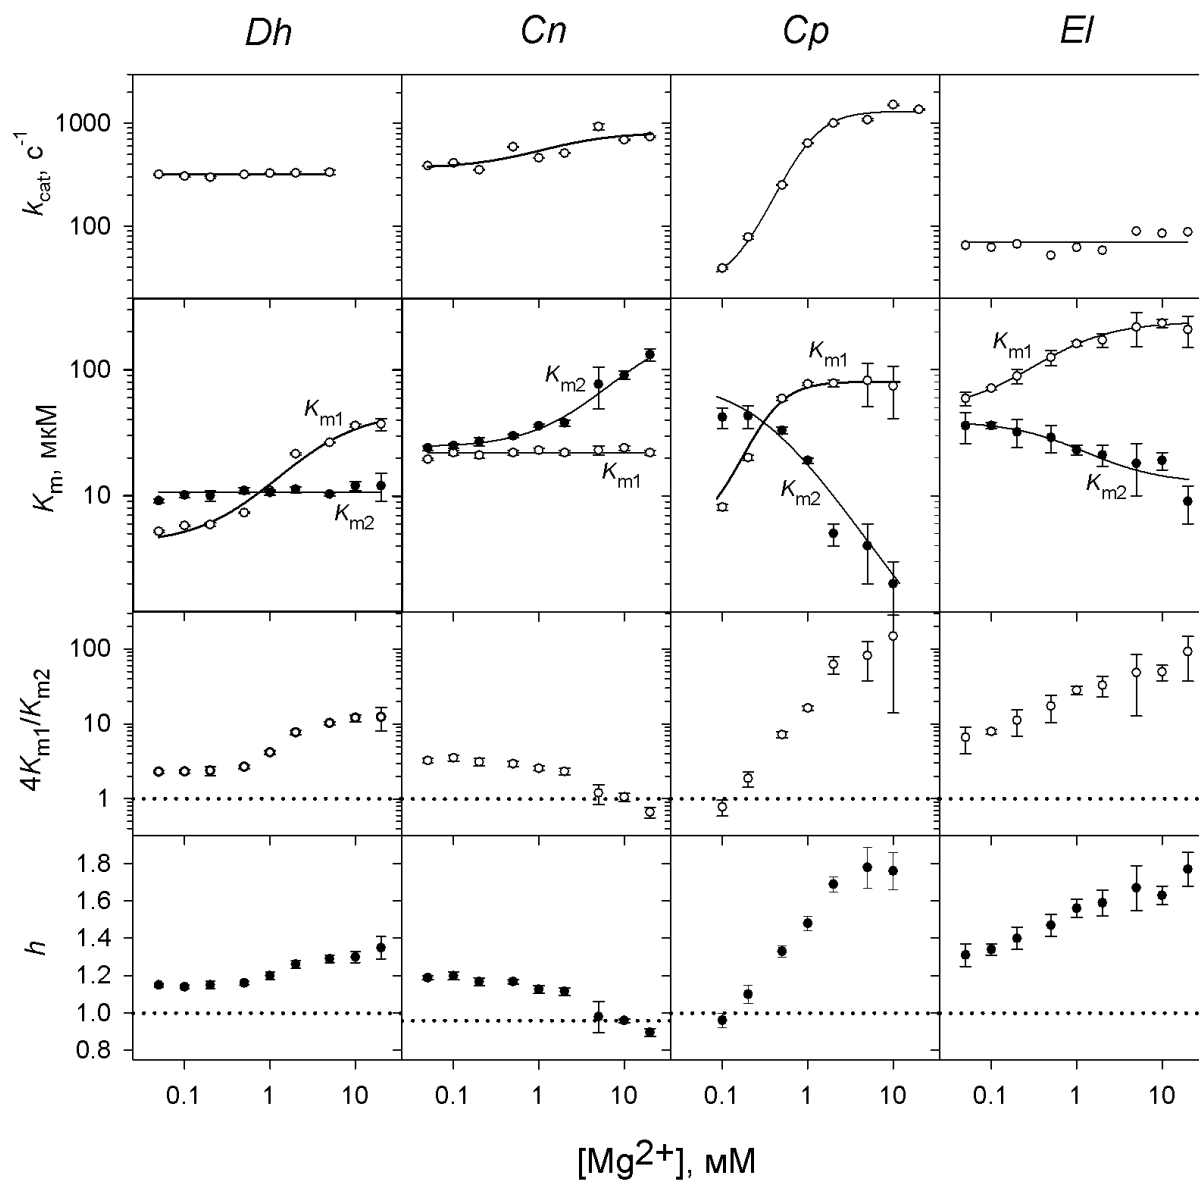 Dh Cn Cp El
1000
100
k_cat, с⁻¹
K_m1
K_m2
K_m2
K_m1
K_m1
K_m2
K_m1
K_m2
100
10
K_m, мкМ
100
10
1
4K_m1/K_m2
1.8
1.6
1.4
1.2
1.0
0.8
h
0.1 1 10 0.1 1 10 0.1 1 10 0.1 1 10
[Mg²⁺], мМ